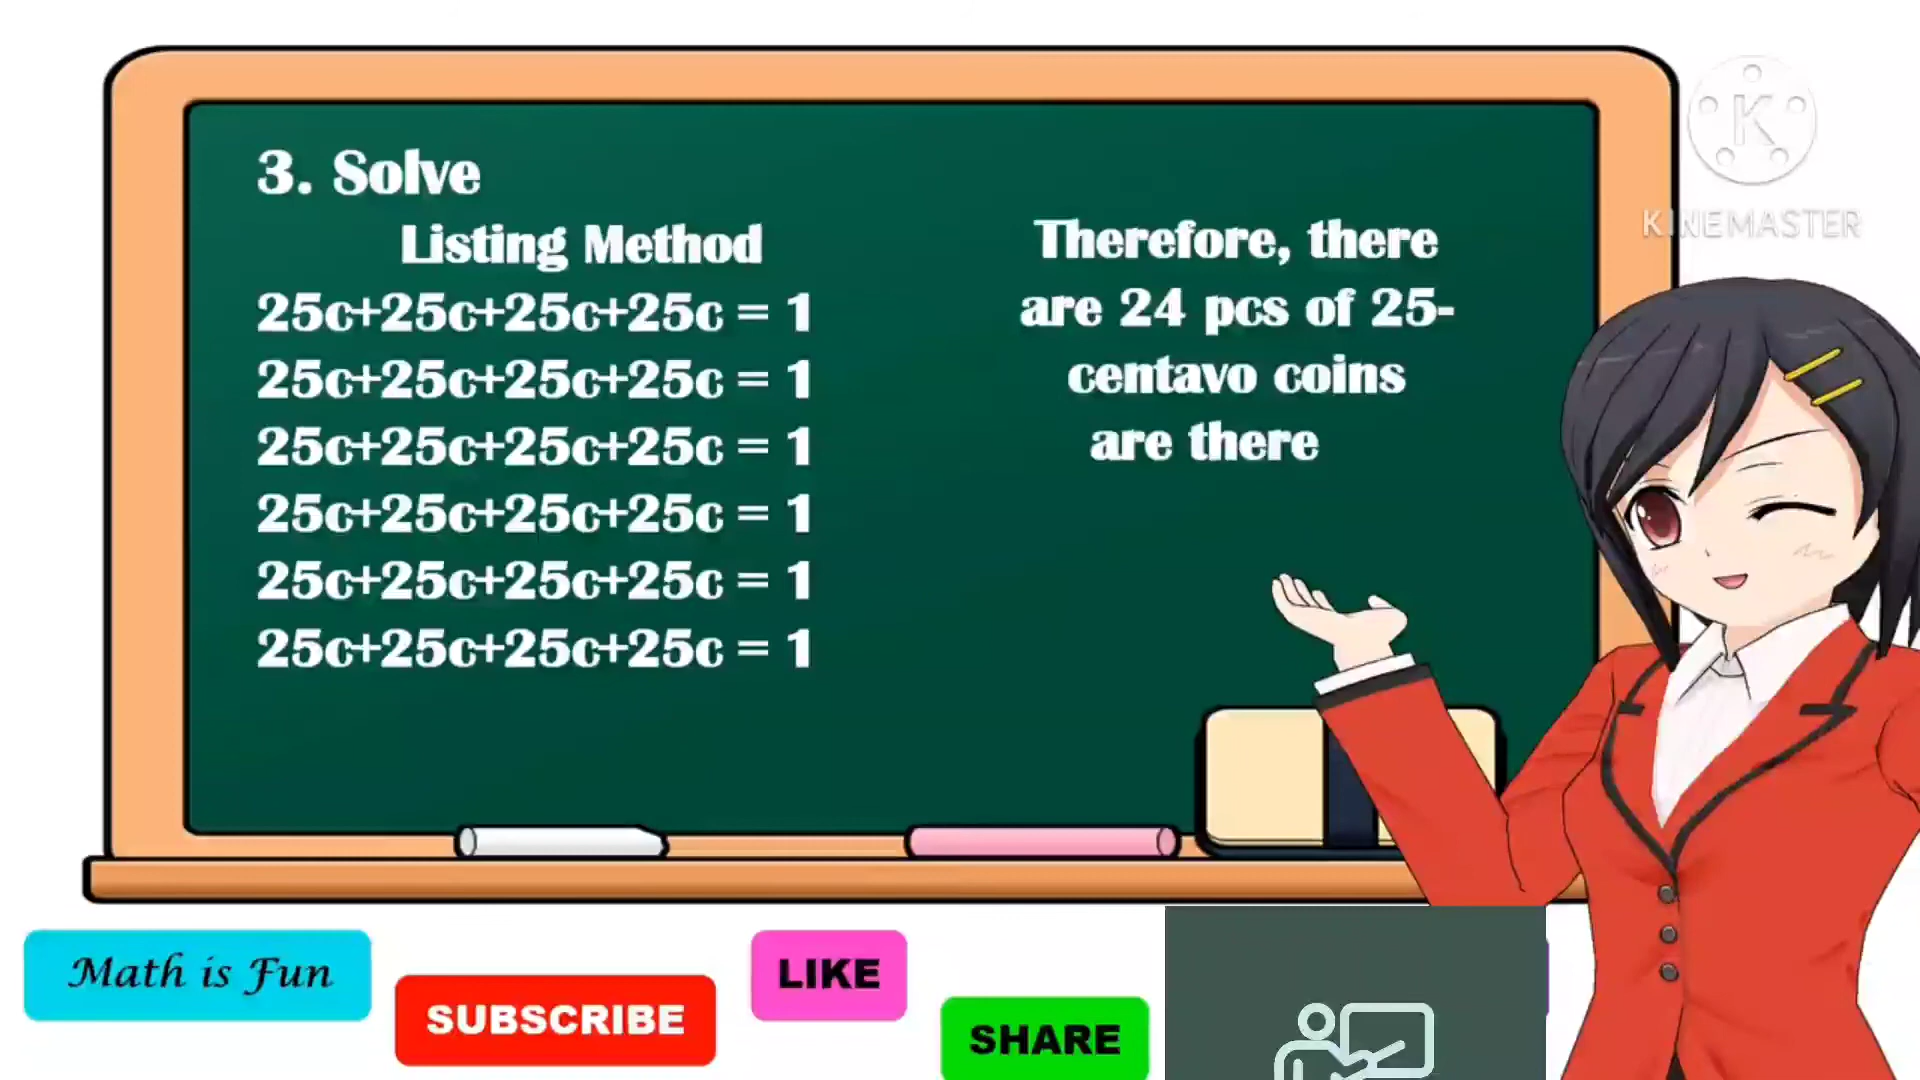 3. Solve
Listing Method
25c+25c+25c+25c = 1
25c+25c+25c+25c = 1
25c+25c+25c+25c = 1
25c+25c+25c+25c = 1
25c+25c+25c+25c = 1
25c+25c+25c+25c = 1
Therefore, there
are 24 pcs of 25-
centavo coins
are there
K
KINEMASTER
Math is Fun
SUBSCRIBE
LIKE
SHARE